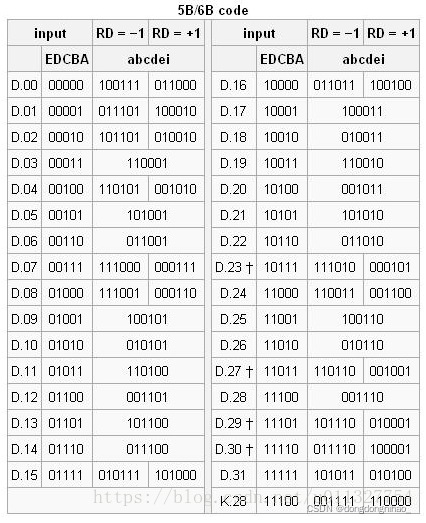 5B/6B code
input RD = −1 RD = +1 input RD = −1 RD = +1
EDCBA abcdei EDCBA abcdei
D.00 00000 100111 011000 D.16 10000 011011 100100
D.01 00001 011101 100010 D.17 10001 100011
D.02 00010 101101 010010 D.18 10010 010011
D.03 00011 110001 D.19 10011 110010
D.04 00100 110101 001010 D.20 10100 001011
D.05 00101 101001 D.21 10101 101010
D.06 00110 011001 D.22 10110 011010
D.07 00111 111000 000111 D.23 † 10111 111010 000101
D.08 01000 111001 000110 D.24 11000 110011 001100
D.09 01001 100101 D.25 11001 100110
D.10 01010 010101 D.26 11010 010110
D.11 01011 110100 D.27 † 11011 110110 001001
D.12 01100 001101 D.28 11100 001110
D.13 01101 101100 D.29 † 11101 101110 010001
D.14 01110 011100 D.30 † 11110 011110 100001
D.15 01111 010111 101000 D.31 11111 101011 010100
K.28 11100 001111 110000
CSDN @dongdongnihao_